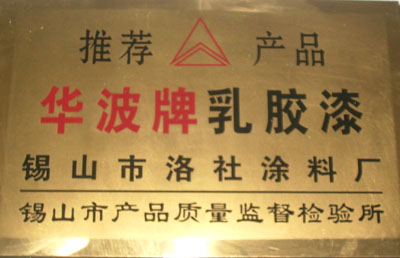 推荐 产品
华波牌乳胶漆
锡山市洛社涂料厂
锡山市产品质量监督检验所